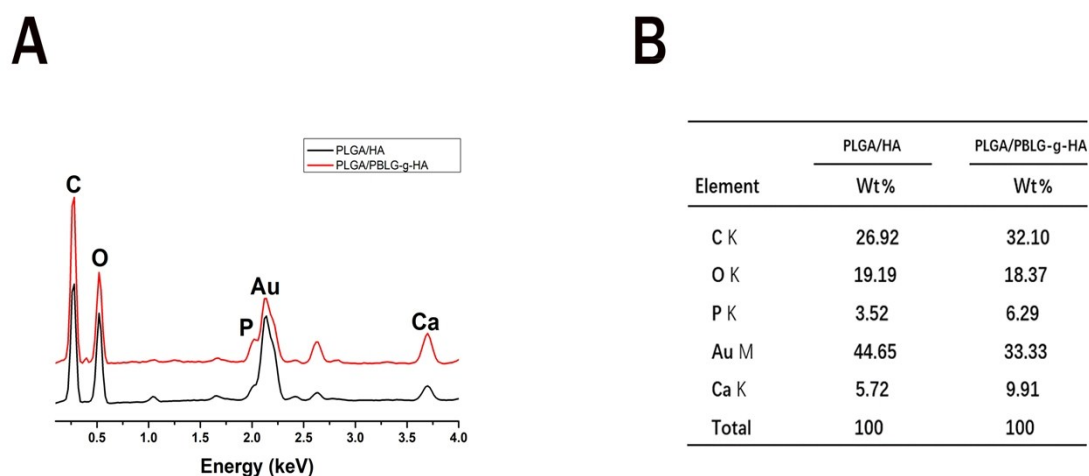 A
PLGA/HA
PLGA/PBLG-g-HA
C
O
P
Au
Ca
0.5 1.0 1.5 2.0 2.5 3.0 3.5 4.0
Energy (keV)
B
PLGA/HA PLGA/PBLG-g-HA
Element Wt% Wt%
C K 26.92 32.10
O K 19.19 18.37
P K 3.52 6.29
Au M 44.65 33.33
Ca K 5.72 9.91
Total 100 100